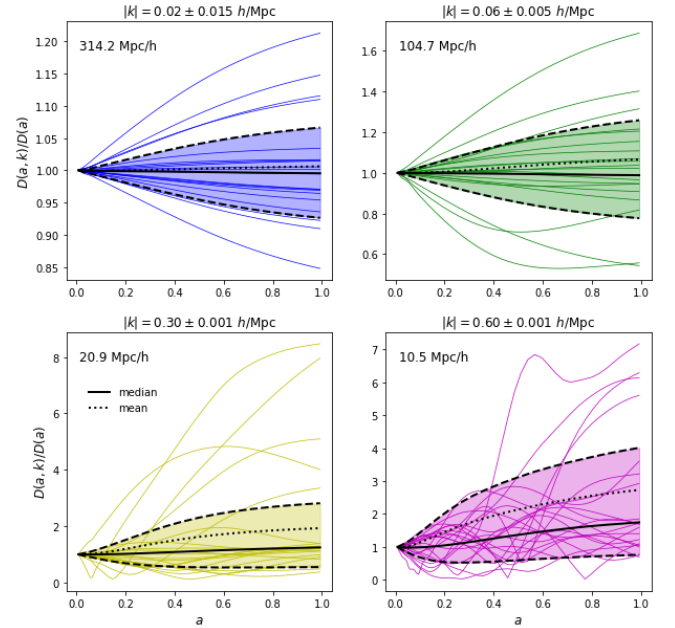 |k| = 0.02 ± 0.015 h/Mpc
314.2 Mpc/h
1.20
1.15
1.10
1.05
1.00
0.95
0.90
0.85
D(a, k)/D(a)
0.0 0.2 0.4 0.6 0.8 1.0
|k| = 0.06 ± 0.005 h/Mpc
104.7 Mpc/h
1.6
1.4
1.2
1.0
0.8
0.6
0.0 0.2 0.4 0.6 0.8 1.0
|k| = 0.30 ± 0.001 h/Mpc
20.9 Mpc/h
median
mean
8
6
4
2
0
D(a, k)/D(a)
0.0 0.2 0.4 0.6 0.8 1.0
a
|k| = 0.60 ± 0.001 h/Mpc
10.5 Mpc/h
7
6
5
4
3
2
1
0
0.0 0.2 0.4 0.6 0.8 1.0
a